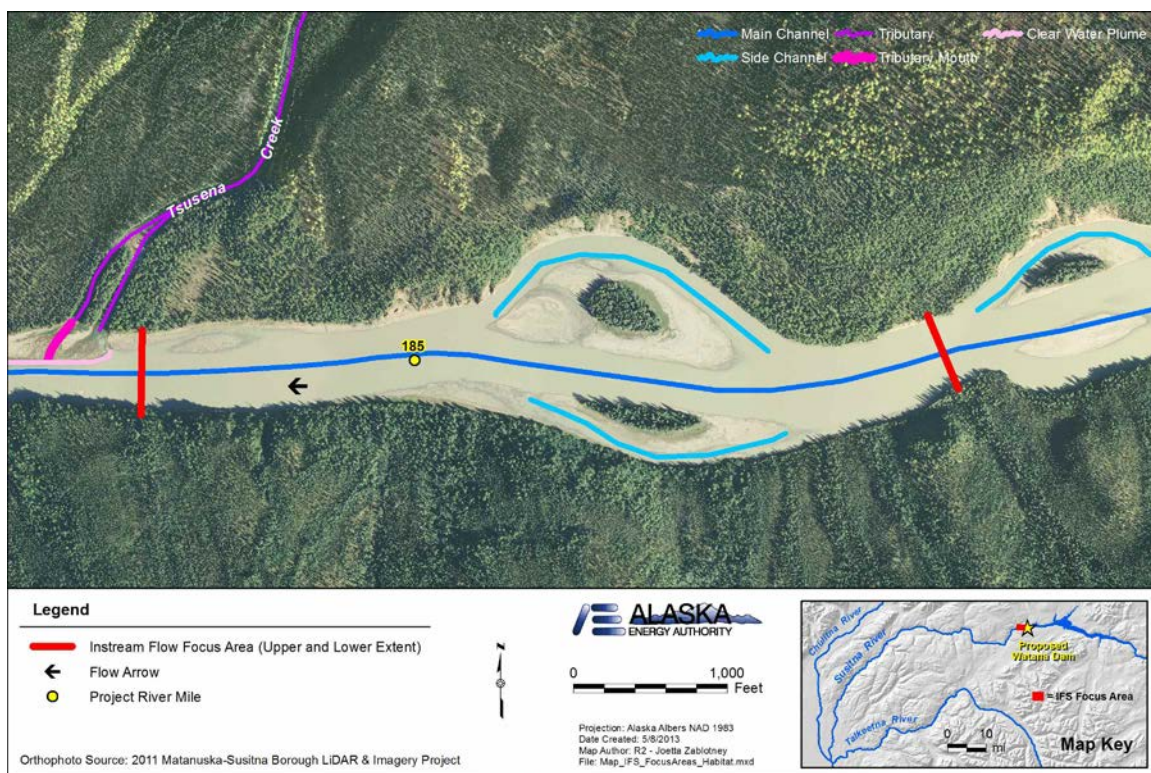 Main Channel
Tributary
Clear Water Plume
Side Channel
Tributary Mouth
Tsusena
Creek
185
Legend
Instream Flow Focus Area (Upper and Lower Extent)
Flow Arrow
Project River Mile
Orthophoto Source: 2011 Matanuska-Susitna Borough LiDAR & Imagery Project
N
ALASKA
ENERGY AUTHORITY
0 1,000
Feet
Projection: Alaska Albers NAD 1983
Date Created: 5/8/2013
Map Author: R2 - Joetta Zablotney
File: Map_IFS_FocusAreas_Habitat.mxd
Chulitna River
Susitna River
Talkeetna River
Proposed
Watana Dam
= IFS Focus Area
0 10
mi
Map Key